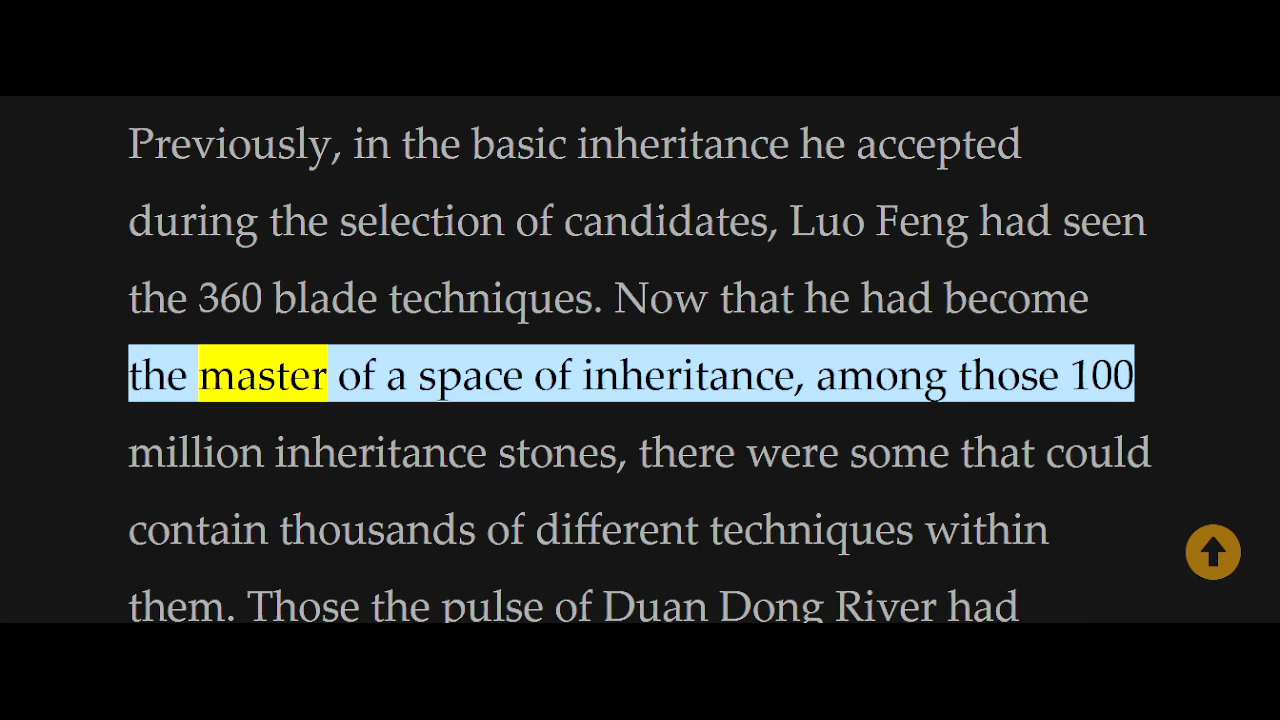 Previously, in the basic inheritance he accepted
during the selection of candidates, Luo Feng had seen
the 360 blade techniques. Now that he had become
the master of a space of inheritance, among those 100
million inheritance stones, there were some that could
contain thousands of different techniques within
them. Those the pulse of Duan Dong River had